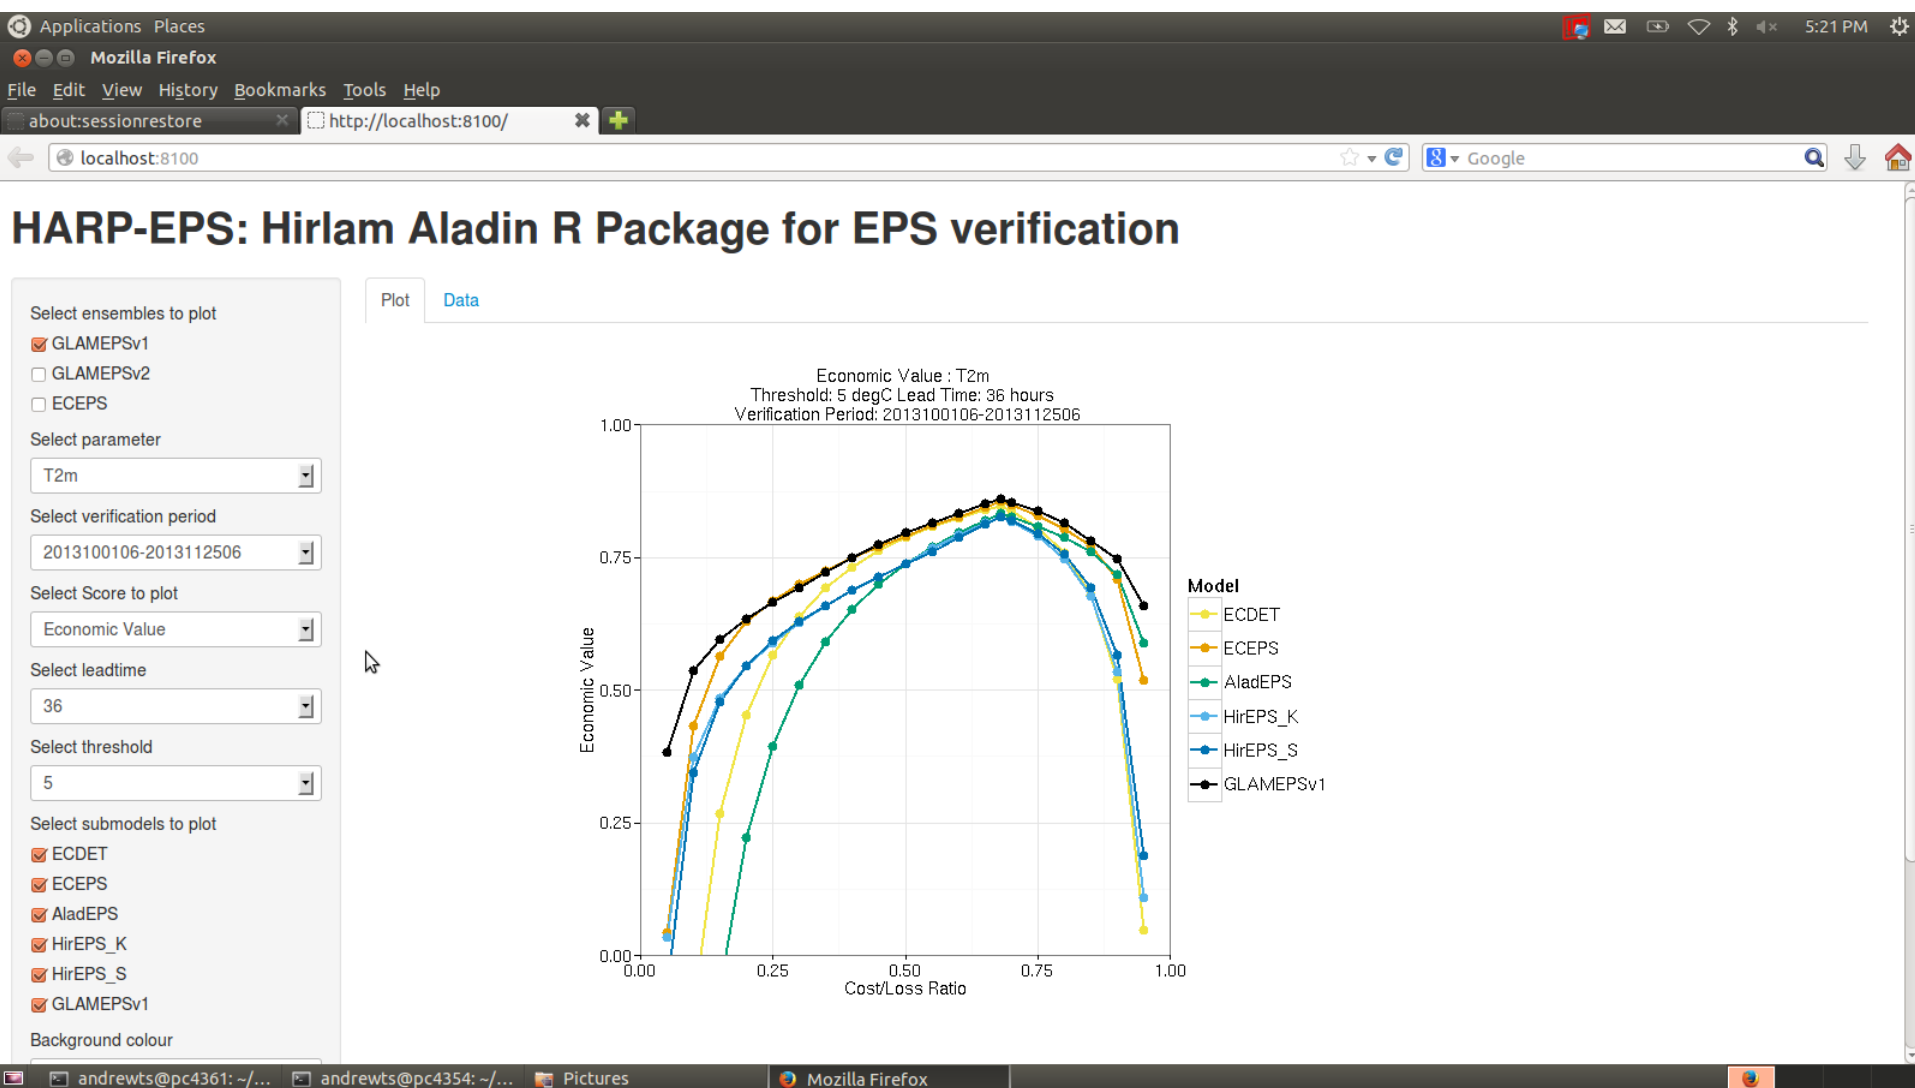 Applications Places
5:21 PM
Mozilla Firefox
File Edit View History Bookmarks Tools Help
about:sessionrestore
http://localhost:8100/
localhost:8100
Google
HARP-EPS: Hirlam Aladin R Package for EPS verification
Select ensembles to plot
GLAMEPSv1
GLAMEPSv2
ECEPS
Select parameter
T2m
Select verification period
2013100106-2013112506
Select Score to plot
Economic Value
Select leadtime
36
Select threshold
5
Select submodels to plot
ECDET
ECEPS
AladEPS
HirEPS_K
HirEPS_S
GLAMEPSv1
Background colour
Plot
Data
Economic Value : T2m
Threshold: 5 degC Lead Time: 36 hours
Verification Period: 2013100106-2013112506
1.00
0.75
0.50
0.25
0.00
Economic Value
0.00 0.25 0.50 0.75 1.00
Cost/Loss Ratio
Model
ECDET
ECEPS
AladEPS
HirEPS_K
HirEPS_S
GLAMEPSv1
andrewts@pc4361: ~/...
andrewts@pc4354: ~/...
Pictures
Mozilla Firefox